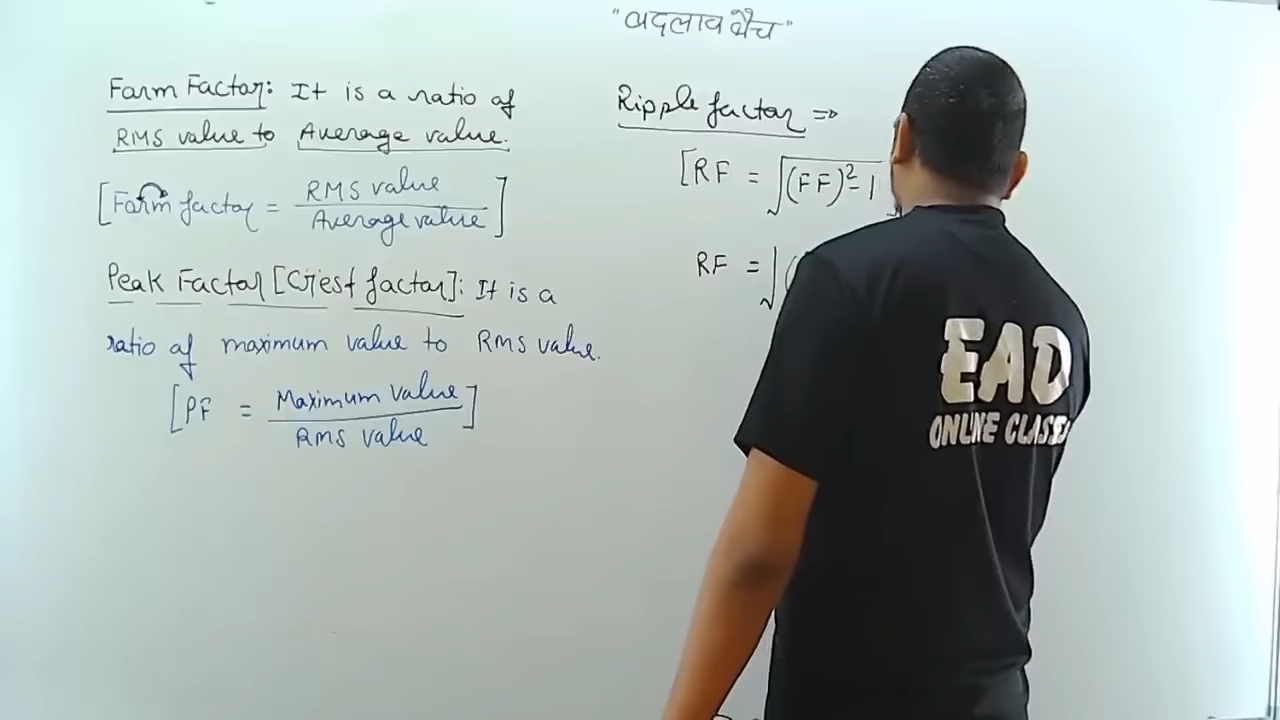 "बदलाव बैच"
Farm Factor: It is a ratio of
RMS value to Average value.
[Farm factor = RMS value / Average value]
Peak Factor [Crest factor]: It is a
ratio of maximum value to RMS value.
[PF = Maximum value / RMS value]
Ripple factor ⇒
[RF = √(FF)² - 1
RF = √(
EAD
ONLINE CLASSE